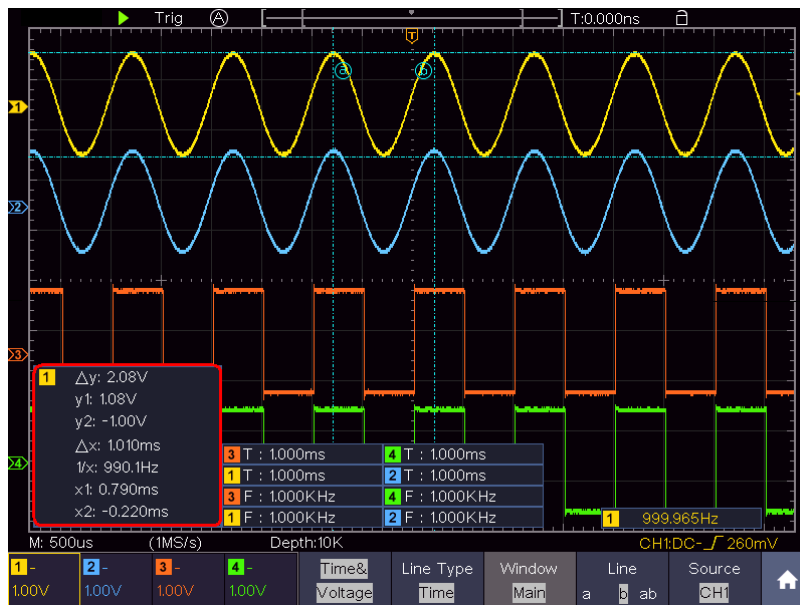 Trig A T:0.000ns
T
a b
1
2
3
4
1 Δy: 2.08V
y1: 1.08V
y2: -1.00V
Δx: 1.010ms
1/x: 990.1Hz
x1: 0.790ms
x2: -0.220ms
3 T : 1.000ms 4 T : 1.000ms
1 T : 1.000ms 2 T : 1.000ms
3 F : 1.000KHz 4 F : 1.000KHz
1 F : 1.000KHz 2 F : 1.000KHz
1 999.965Hz
M: 500us (1MS/s) Depth:10K CH1:DC- 260mV
1 - 2 - 3 - 4 - Time& Line Type Window Line Source
1.00V 1.00V 1.00V 1.00V Voltage Time Main a b ab CH1